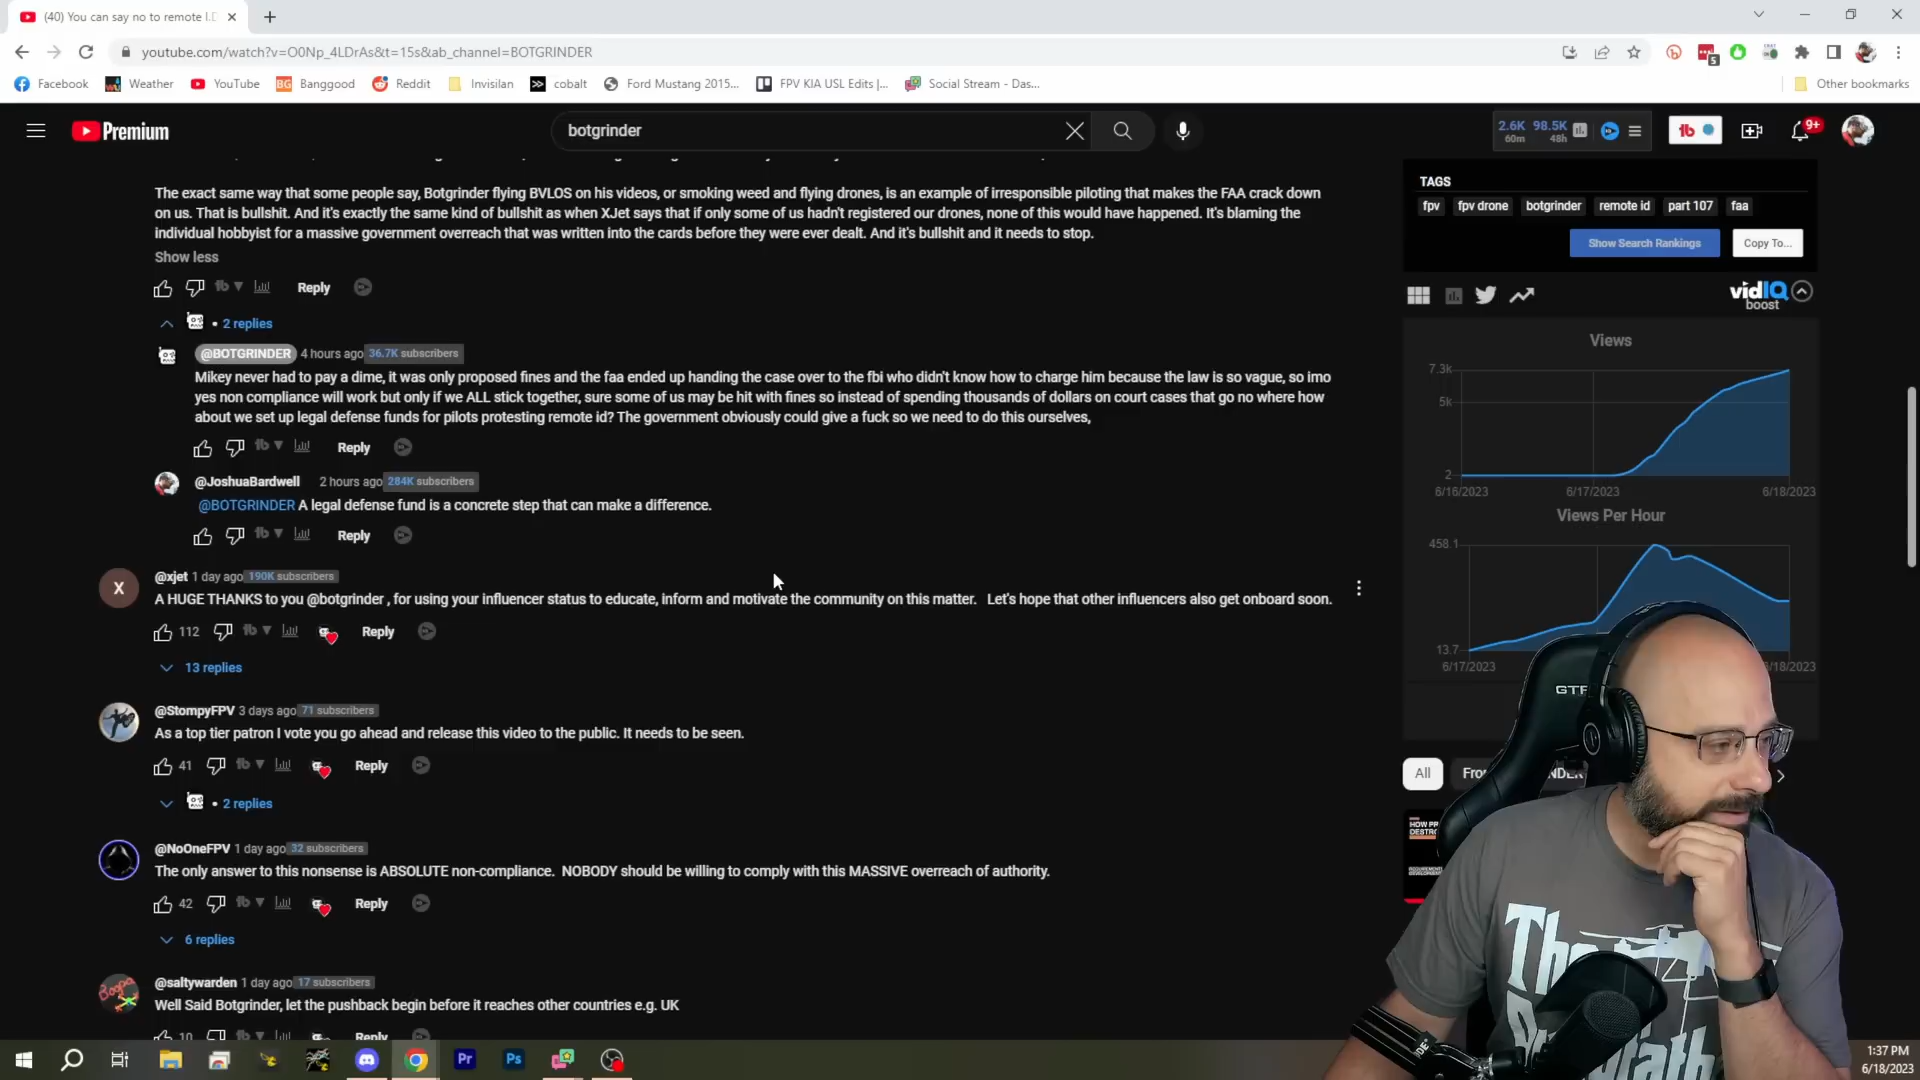 (40) You can say no to remote I.D
youtube.com/watch?v=O0Np_4LDrAs&t=15s&ab_channel=BOTGRINDER
5
Facebook
Weather
YouTube
BG Banggood
Reddit
Invisilan
cobalt
Ford Mustang 2015...
FPV KIA USL Edits |...
Social Stream - Das...
Other bookmarks
Premium
botgrinder
2.6K 98.5K
60m 48h
9+
The exact same way that some people say, Botgrinder flying BVLOS on his videos, or smoking weed and flying drones, is an example of irresponsible piloting that makes the FAA crack down
on us. That is bullshit. And it's exactly the same kind of bullshit as when XJet says that if only some of us hadn't registered our drones, none of this would have happened. It's blaming the
individual hobbyist for a massive government overreach that was written into the cards before they were ever dealt. And it's bullshit and it needs to stop.
Show less
Reply
• 2 replies
@BOTGRINDER 4 hours ago 36.7K subscribers
Mikey never had to pay a dime, it was only proposed fines and the faa ended up handing the case over to the fbi who didn't know how to charge him because the law is so vague, so imo
yes non compliance will work but only if we ALL stick together, sure some of us may be hit with fines so instead of spending thousands of dollars on court cases that go no where how
about we set up legal defense funds for pilots protesting remote id? The government obviously could give a fuck so we need to do this ourselves,
Reply
@JoshuaBardwell 2 hours ago 284K subscribers
@BOTGRINDER A legal defense fund is a concrete step that can make a difference.
Reply
X
@xjet 1 day ago 190K subscribers
A HUGE THANKS to you @botgrinder , for using your influencer status to educate, inform and motivate the community on this matter. Let's hope that other influencers also get onboard soon.
112 Reply
13 replies
@StompyFPV 3 days ago 71 subscribers
As a top tier patron I vote you go ahead and release this video to the public. It needs to be seen.
41 Reply
• 2 replies
@NoOneFPV 1 day ago 32 subscribers
The only answer to this nonsense is ABSOLUTE non-compliance. NOBODY should be willing to comply with this MASSIVE overreach of authority.
42 Reply
6 replies
@saltywarden 1 day ago 17 subscribers
Well Said Botgrinder, let the pushback begin before it reaches other countries e.g. UK
10 Reply
TAGS
fpv fpv drone botgrinder remote id part 107 faa
Show Search Rankings Copy To...
vidIQ
boost
Views
7.3k
5k
2
6/16/2023 6/17/2023 6/18/2023
Views Per Hour
458.1
13.7
6/17/2023 /18/2023
All
HOW PR
DESTRO
Pr Ps
1:37 PM
6/18/2023